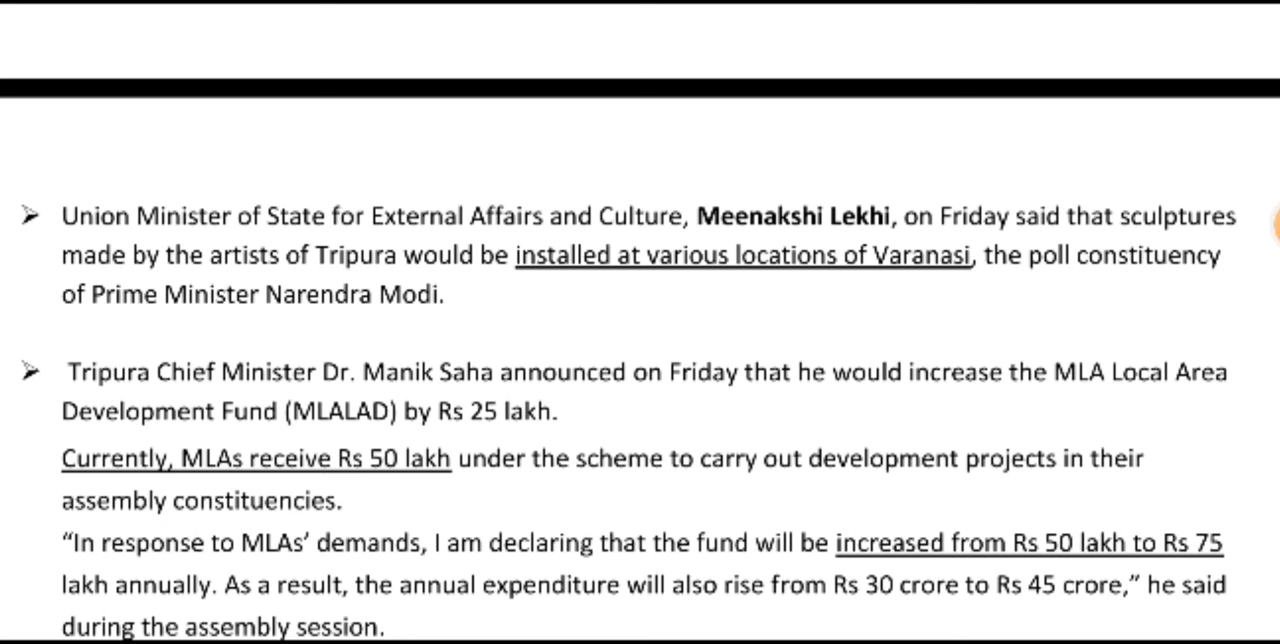 ➢ Union Minister of State for External Affairs and Culture, Meenakshi Lekhi, on Friday said that sculptures
made by the artists of Tripura would be installed at various locations of Varanasi, the poll constituency
of Prime Minister Narendra Modi.
➢ Tripura Chief Minister Dr. Manik Saha announced on Friday that he would increase the MLA Local Area
Development Fund (MLALAD) by Rs 25 lakh.
Currently, MLAs receive Rs 50 lakh under the scheme to carry out development projects in their
assembly constituencies.
“In response to MLAs’ demands, I am declaring that the fund will be increased from Rs 50 lakh to Rs 75
lakh annually. As a result, the annual expenditure will also rise from Rs 30 crore to Rs 45 crore,” he said
during the assembly session.